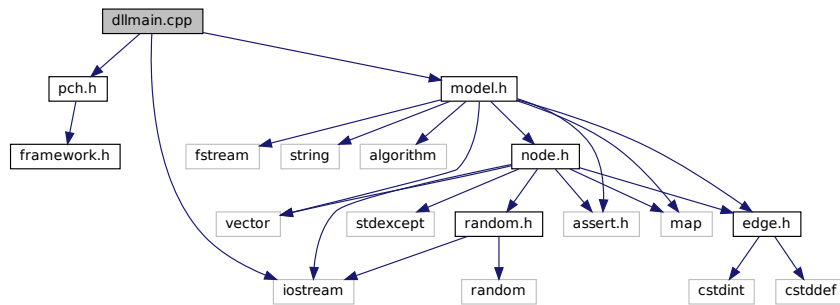 dllmain.cpp
pch.h
model.h
framework.h
fstream
string
algorithm
node.h
vector
stdexcept
random.h
assert.h
map
edge.h
iostream
random
cstdint
cstddef